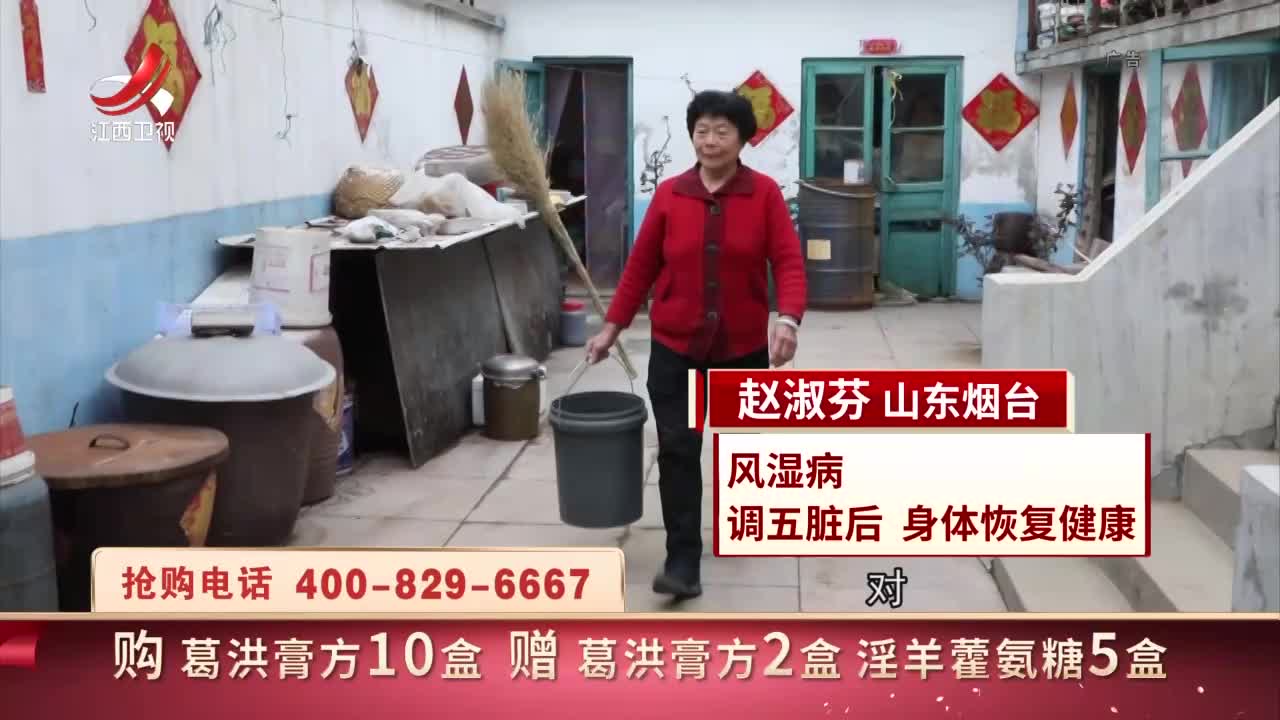 江西卫视
广告
赵淑芬 山东烟台
风湿病
调五脏后 身体恢复健康
对
抢购电话 400-829-6667
购 葛洪膏方10盒 赠 葛洪膏方2盒 淫羊藿氨糖5盒